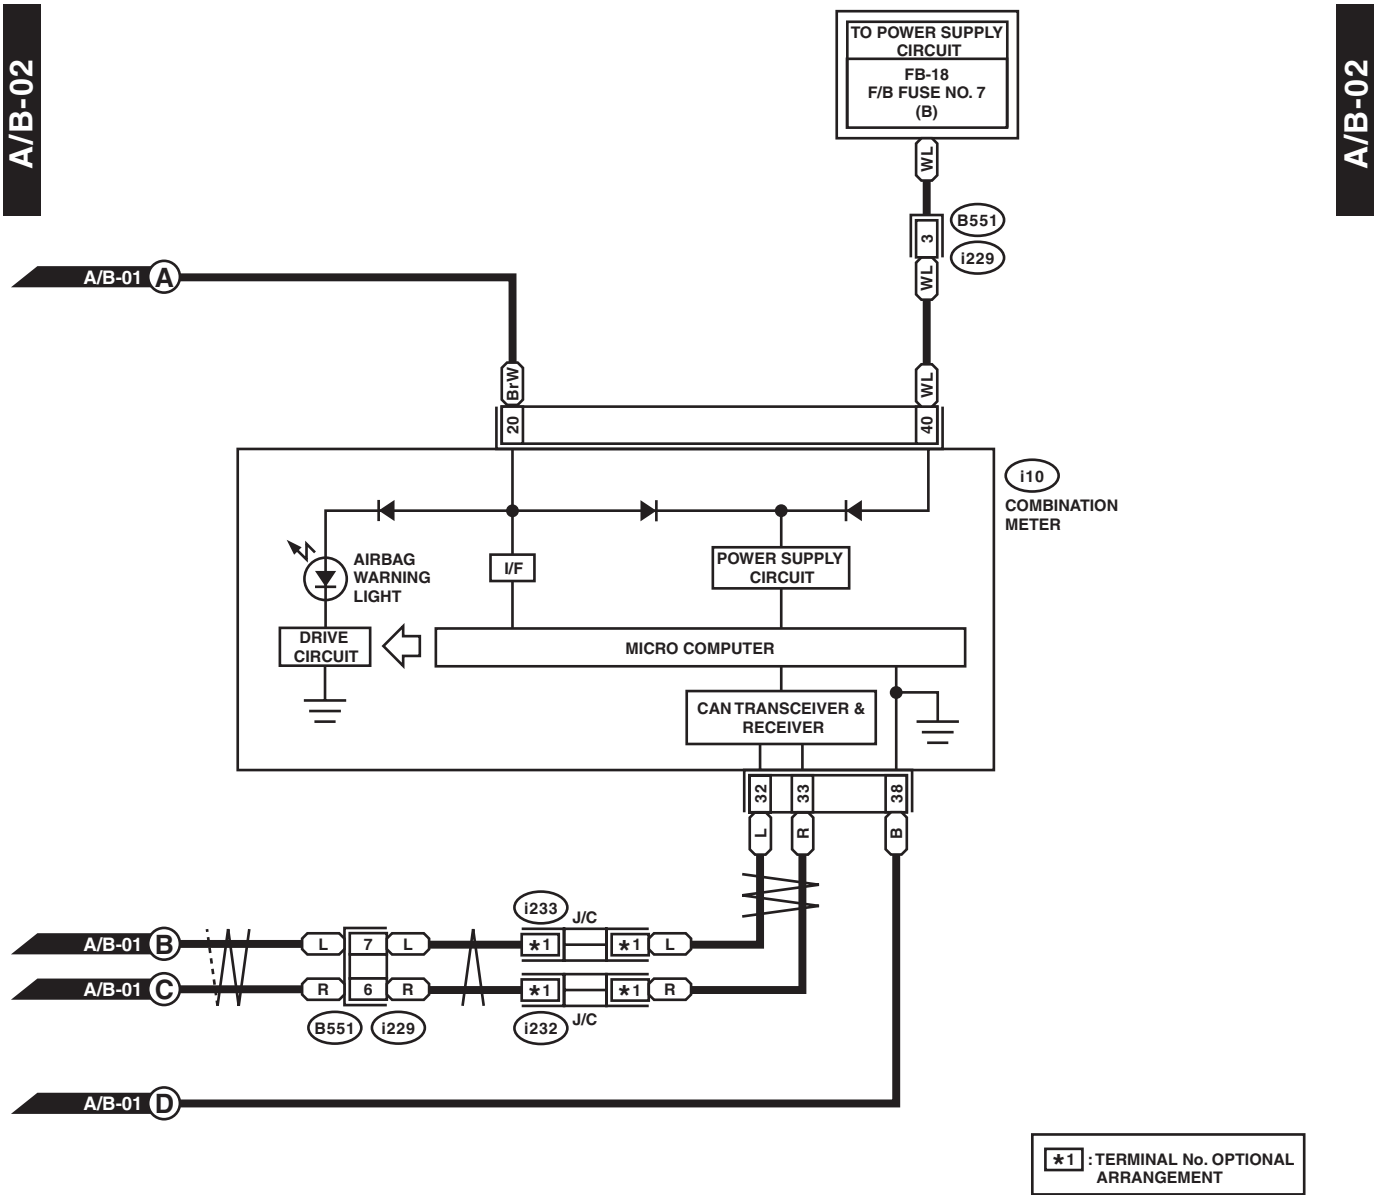 A/B-02
A/B-02
TO POWER SUPPLY
CIRCUIT
FB-18
F/B FUSE NO. 7
(B)
WL
3
B551
i229
WL
A/B-01 A
BrW
WL
20
40
i10
COMBINATION
METER
AIRBAG
WARNING
LIGHT
I/F
POWER SUPPLY
CIRCUIT
DRIVE
CIRCUIT
MICRO COMPUTER
CAN TRANSCEIVER &
RECEIVER
32
33
38
L
R
B
i233
J/C
A/B-01 B
L
7
L
*1
*1
L
A/B-01 C
R
6
R
*1
*1
R
B551
i229
i232
J/C
A/B-01 D
*1 : TERMINAL No. OPTIONAL
ARRANGEMENT